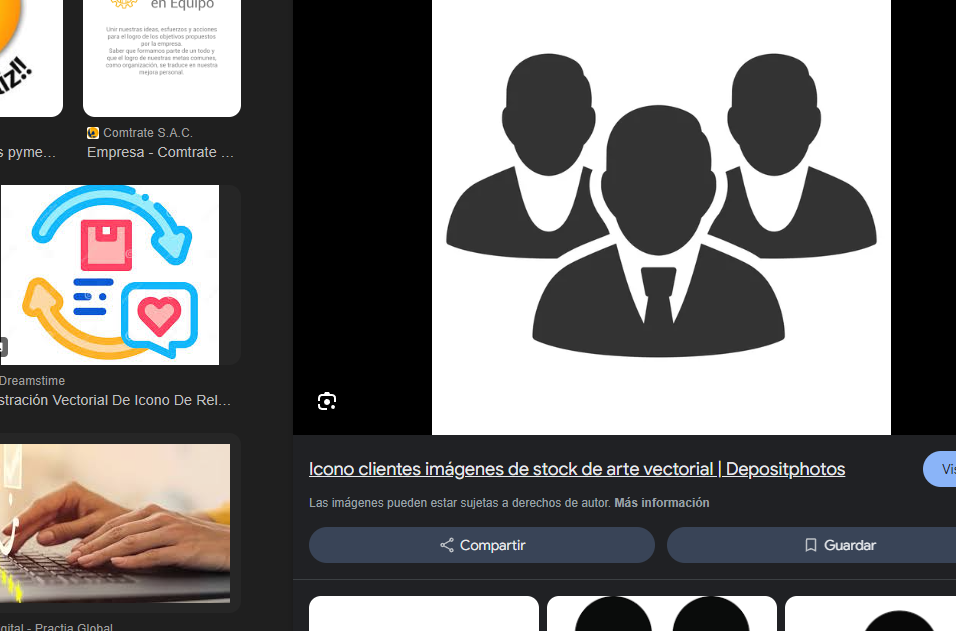 en Equipo
Unir nuestras ideas, esfuerzos y acciones
para el logro de los objetivos propuestos
por la empresa.
Saber que formamos parte de un todo y
que el logro de nuestras metas comunes,
como organización, se traduce en nuestra
mejora personal.
iz!!
Comtrate S.A.C.
s pyme...
Empresa - Comtrate ...
Dreamstime
stración Vectorial De Icono De Rel...
gital - Practia Global
Icono clientes imágenes de stock de arte vectorial | Depositphotos
Vis
Las imágenes pueden estar sujetas a derechos de autor. Más información
Compartir
Guardar